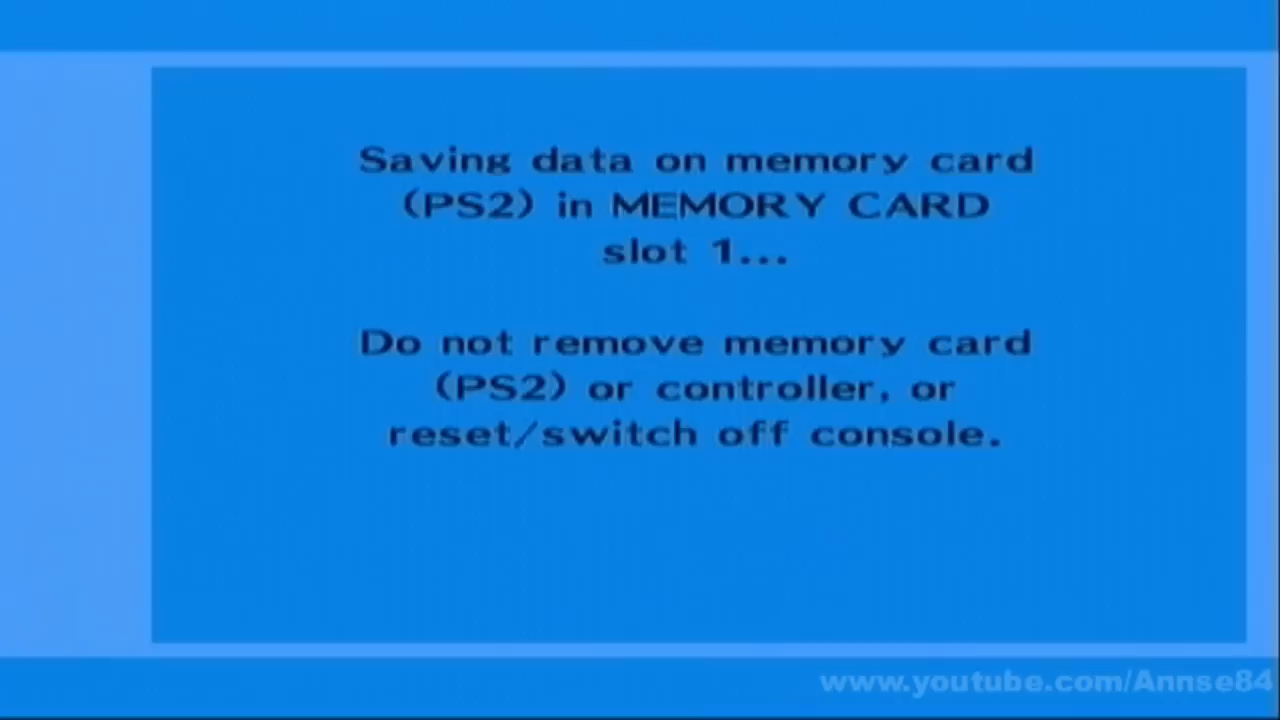 Saving data on memory card
(PS2) in MEMORY CARD
slot 1...
Do not remove memory card
(PS2) or controller, or
reset/switch off console.
www.youtube.com/Annse84